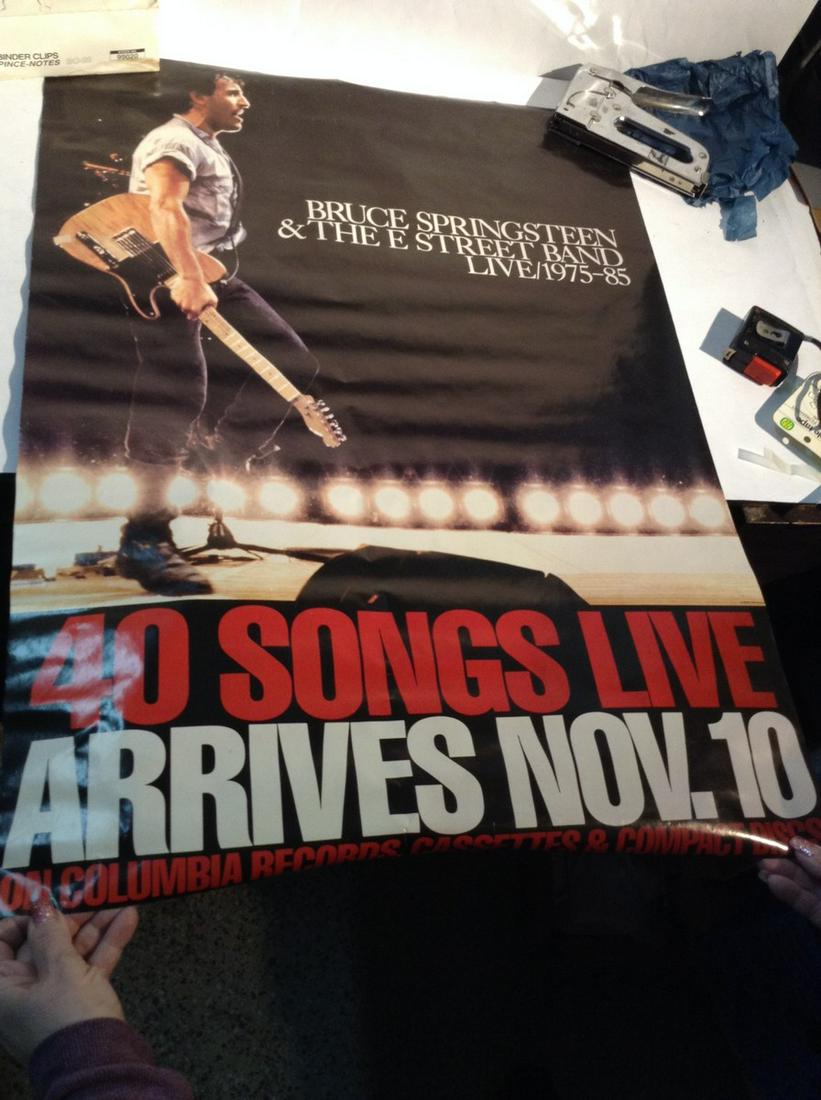 BINDER CLIPS
PINCE-NOTES
99020
BRUCE SPRINGSTEEN
& THE E STREET BAND
LIVE/1975-85
40 SONGS LIVE
ARRIVES NOV. 10
ON COLUMBIA RECORDS, CASSETTES & COMPACT DISCS